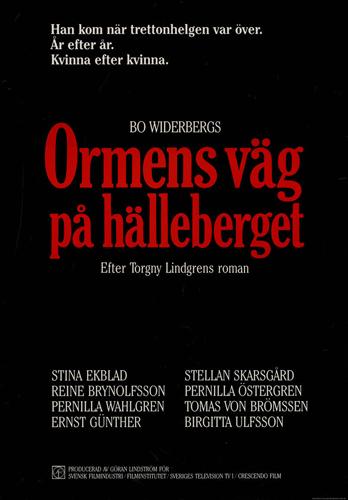 Han kom när trettonhelgen var över.
År efter år.
Kvinna efter kvinna.
BO WIDERBERGS
Ormens väg
på hälleberget
Efter Torgny Lindgrens roman
STINA EKBLAD
REINE BRYNOLFSSON
PERNILLA WAHLGREN
ERNST GÜNTHER
STELLAN SKARSGÅRD
PERNILLA ÖSTERGREN
TOMAS VON BRÖMSSEN
BIRGITTA ULFSSON
PRODUCERAD AV GÖRAN LINDSTRÖM FÖR
SVENSK FILMINDUSTRI / FILMINSTITUTET / SVERIGES TELEVISION TV 1 / CRESCENDO FILM